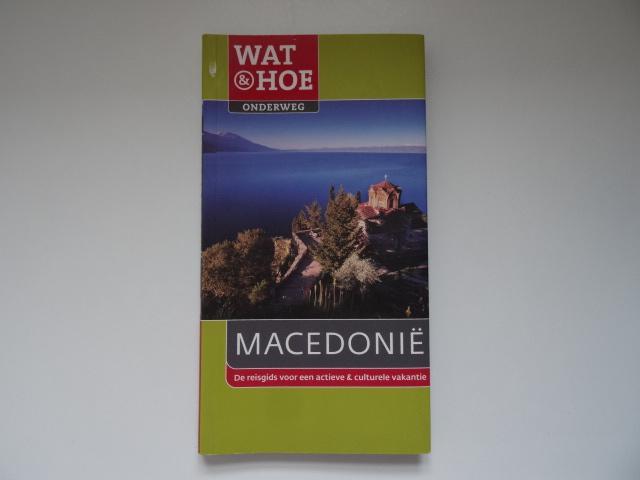 WAT
& HOE
ONDERWEG
MACEDONIË
De reisgids voor een actieve & culturele vakantie